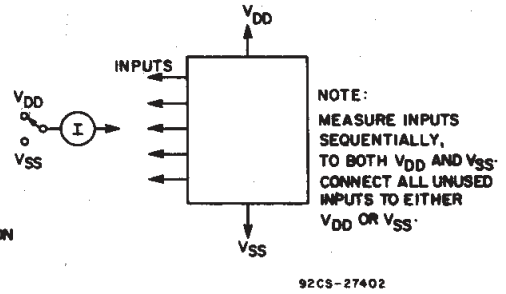 VDD
INPUTS
VDD
I
VSS
NOTE:
MEASURE INPUTS
SEQUENTIALLY,
TO BOTH VDD AND VSS.
CONNECT ALL UNUSED
INPUTS TO EITHER
VDD OR VSS.
ON
VSS
92CS-27402